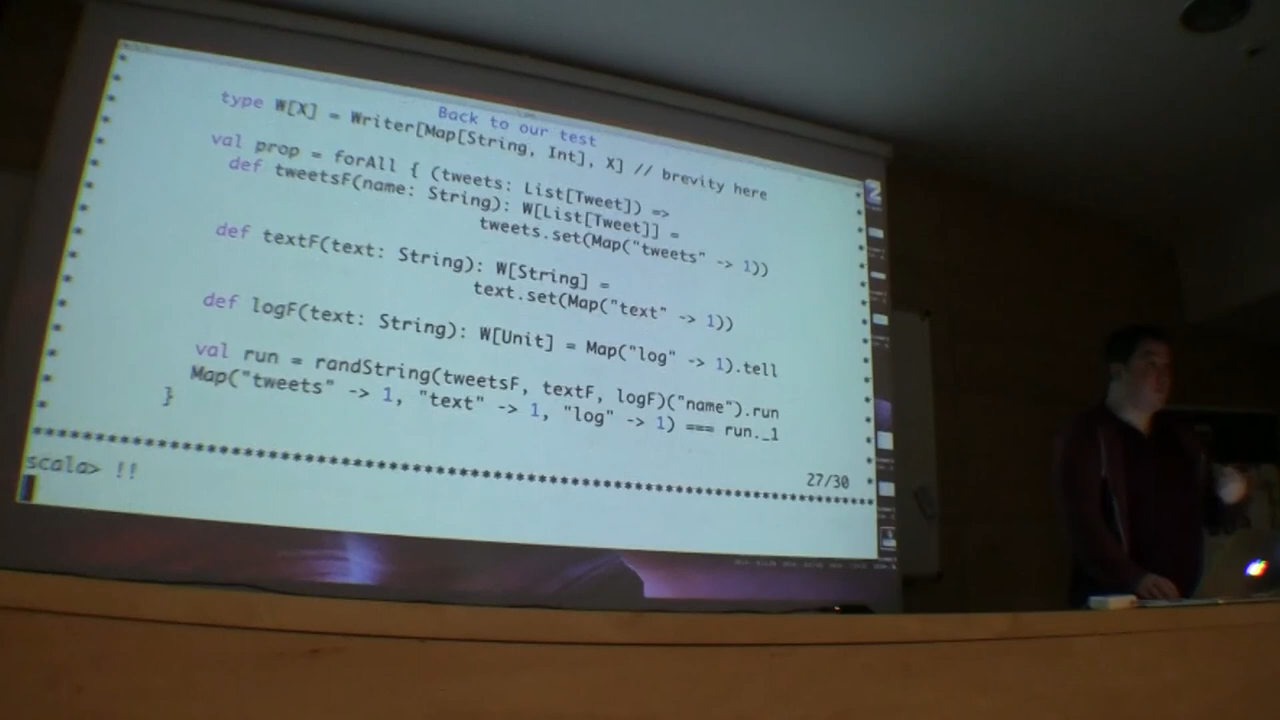 Back to our test
type W[X] = Writer[Map[String, Int], X] // brevity here
val prop = forAll { (tweets: List[Tweet]) =>
def tweetsF(name: String): W[List[Tweet]] =
tweets.set(Map("tweets" -> 1))
def textF(text: String): W[String] =
text.set(Map("text" -> 1))
def logF(text: String): W[Unit] = Map("log" -> 1).tell
val run = randString(tweetsF, textF, logF)("name").run
Map("tweets" -> 1, "text" -> 1, "log" -> 1) === run._1
}
27/30
scala> !!